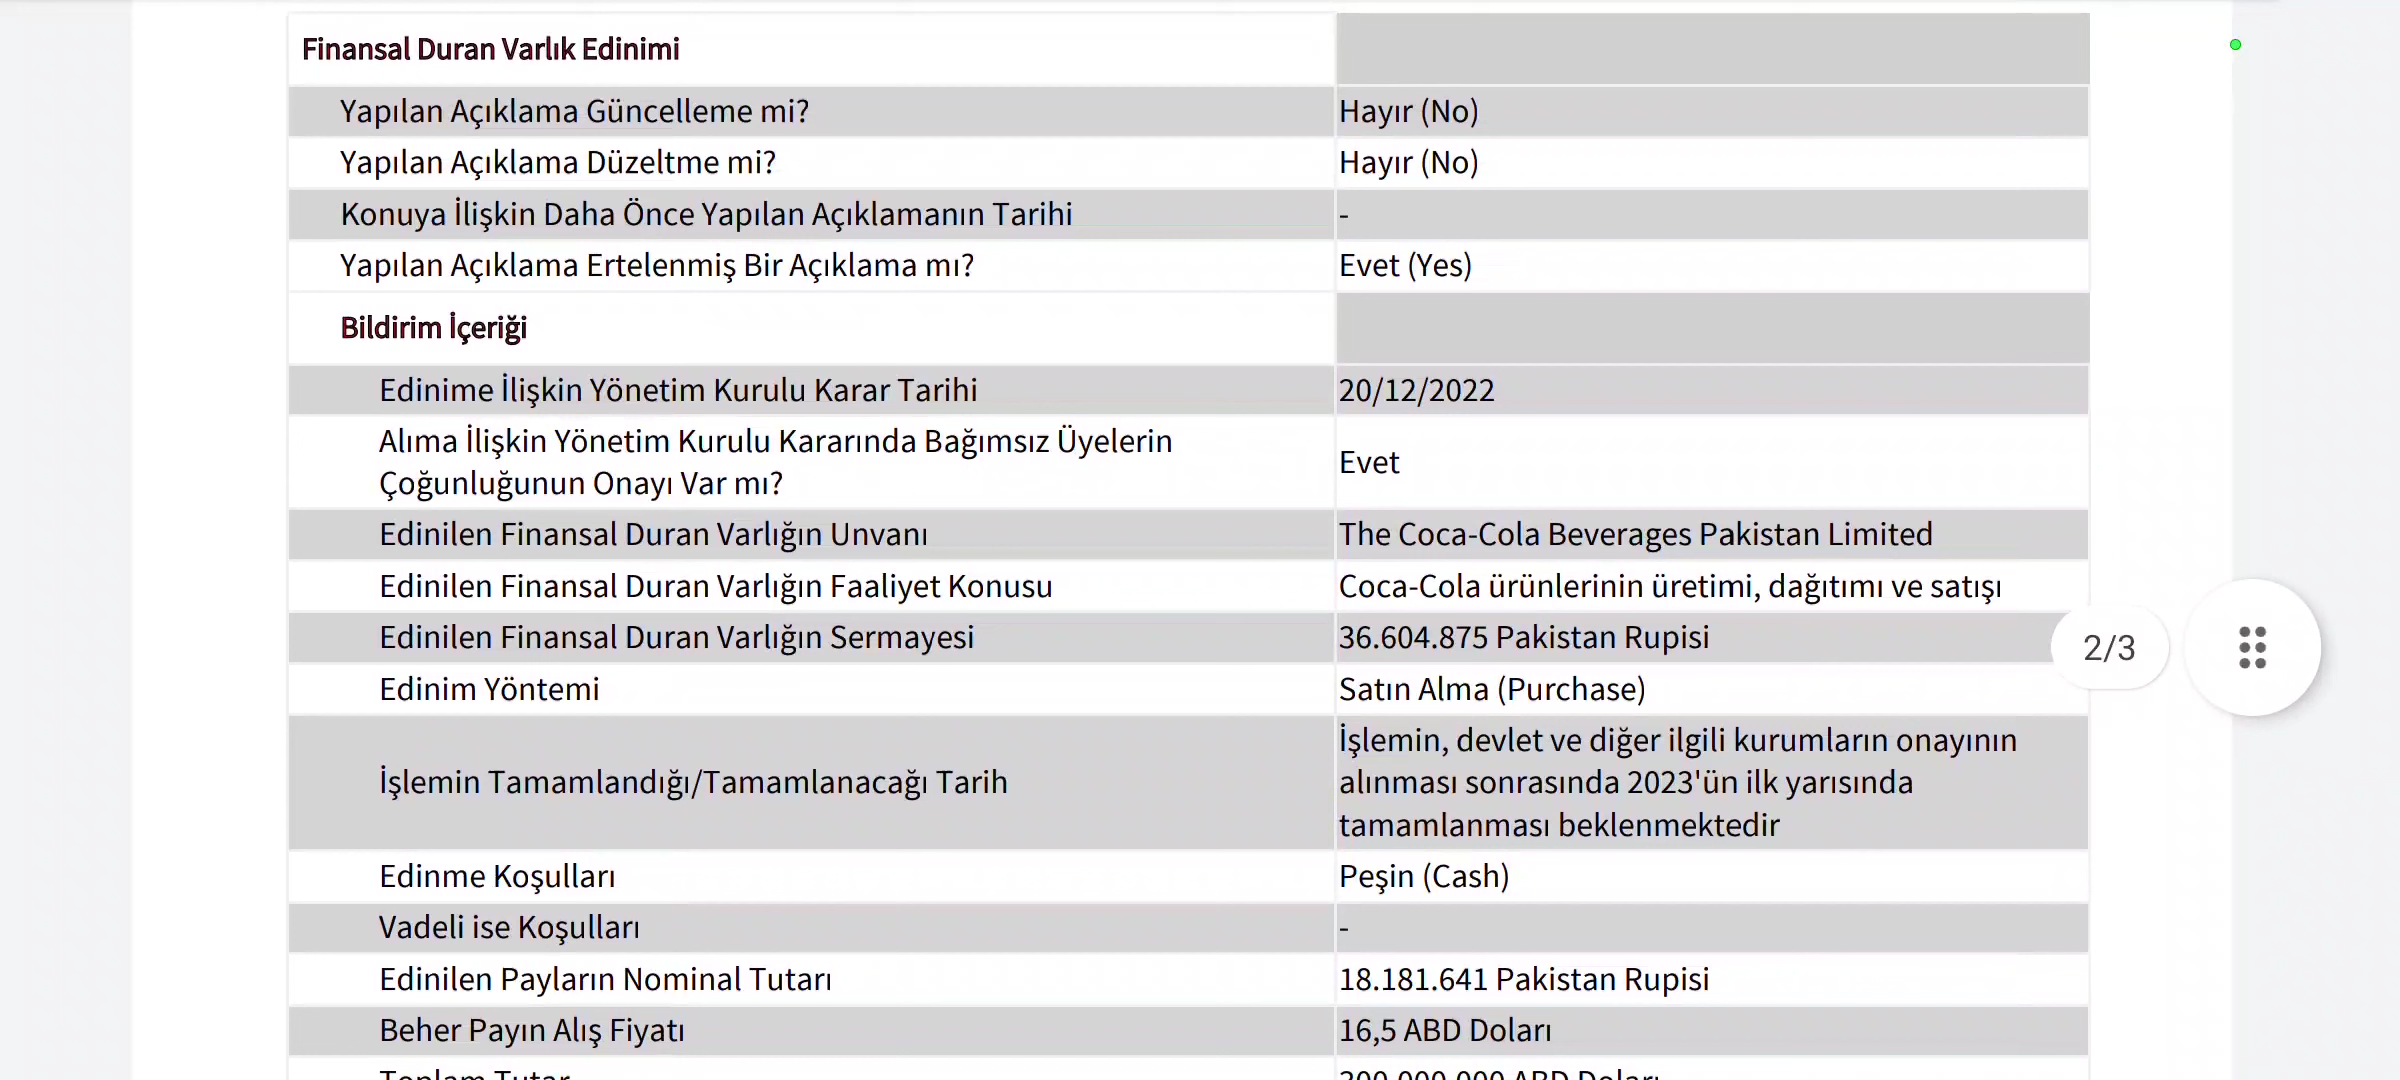 Finansal Duran Varlık Edinimi
Yapılan Açıklama Güncelleme mi?
Hayır (No)
Yapılan Açıklama Düzeltme mi?
Hayır (No)
Konuya İlişkin Daha Önce Yapılan Açıklamanın Tarihi
-
Yapılan Açıklama Ertelenmiş Bir Açıklama mı?
Evet (Yes)
Bildirim İçeriği
Edinime İlişkin Yönetim Kurulu Karar Tarihi
20/12/2022
Alıma İlişkin Yönetim Kurulu Kararında Bağımsız Üyelerin
Çoğunluğunun Onayı Var mı?
Evet
Edinilen Finansal Duran Varlığın Unvanı
The Coca-Cola Beverages Pakistan Limited
Edinilen Finansal Duran Varlığın Faaliyet Konusu
Coca-Cola ürünlerinin üretimi, dağıtımı ve satışı
Edinilen Finansal Duran Varlığın Sermayesi
36.604.875 Pakistan Rupisi
2/3
Edinim Yöntemi
Satın Alma (Purchase)
İşlemin Tamamlandığı/Tamamlanacağı Tarih
İşlemin, devlet ve diğer ilgili kurumların onayının
alınması sonrasında 2023'ün ilk yarısında
tamamlanması beklenmektedir
Edinme Koşulları
Peşin (Cash)
Vadeli ise Koşulları
-
Edinilen Payların Nominal Tutarı
18.181.641 Pakistan Rupisi
Beher Payın Alış Fiyatı
16,5 ABD Doları
Toplam Tutar
300.000.000 ABD Doları